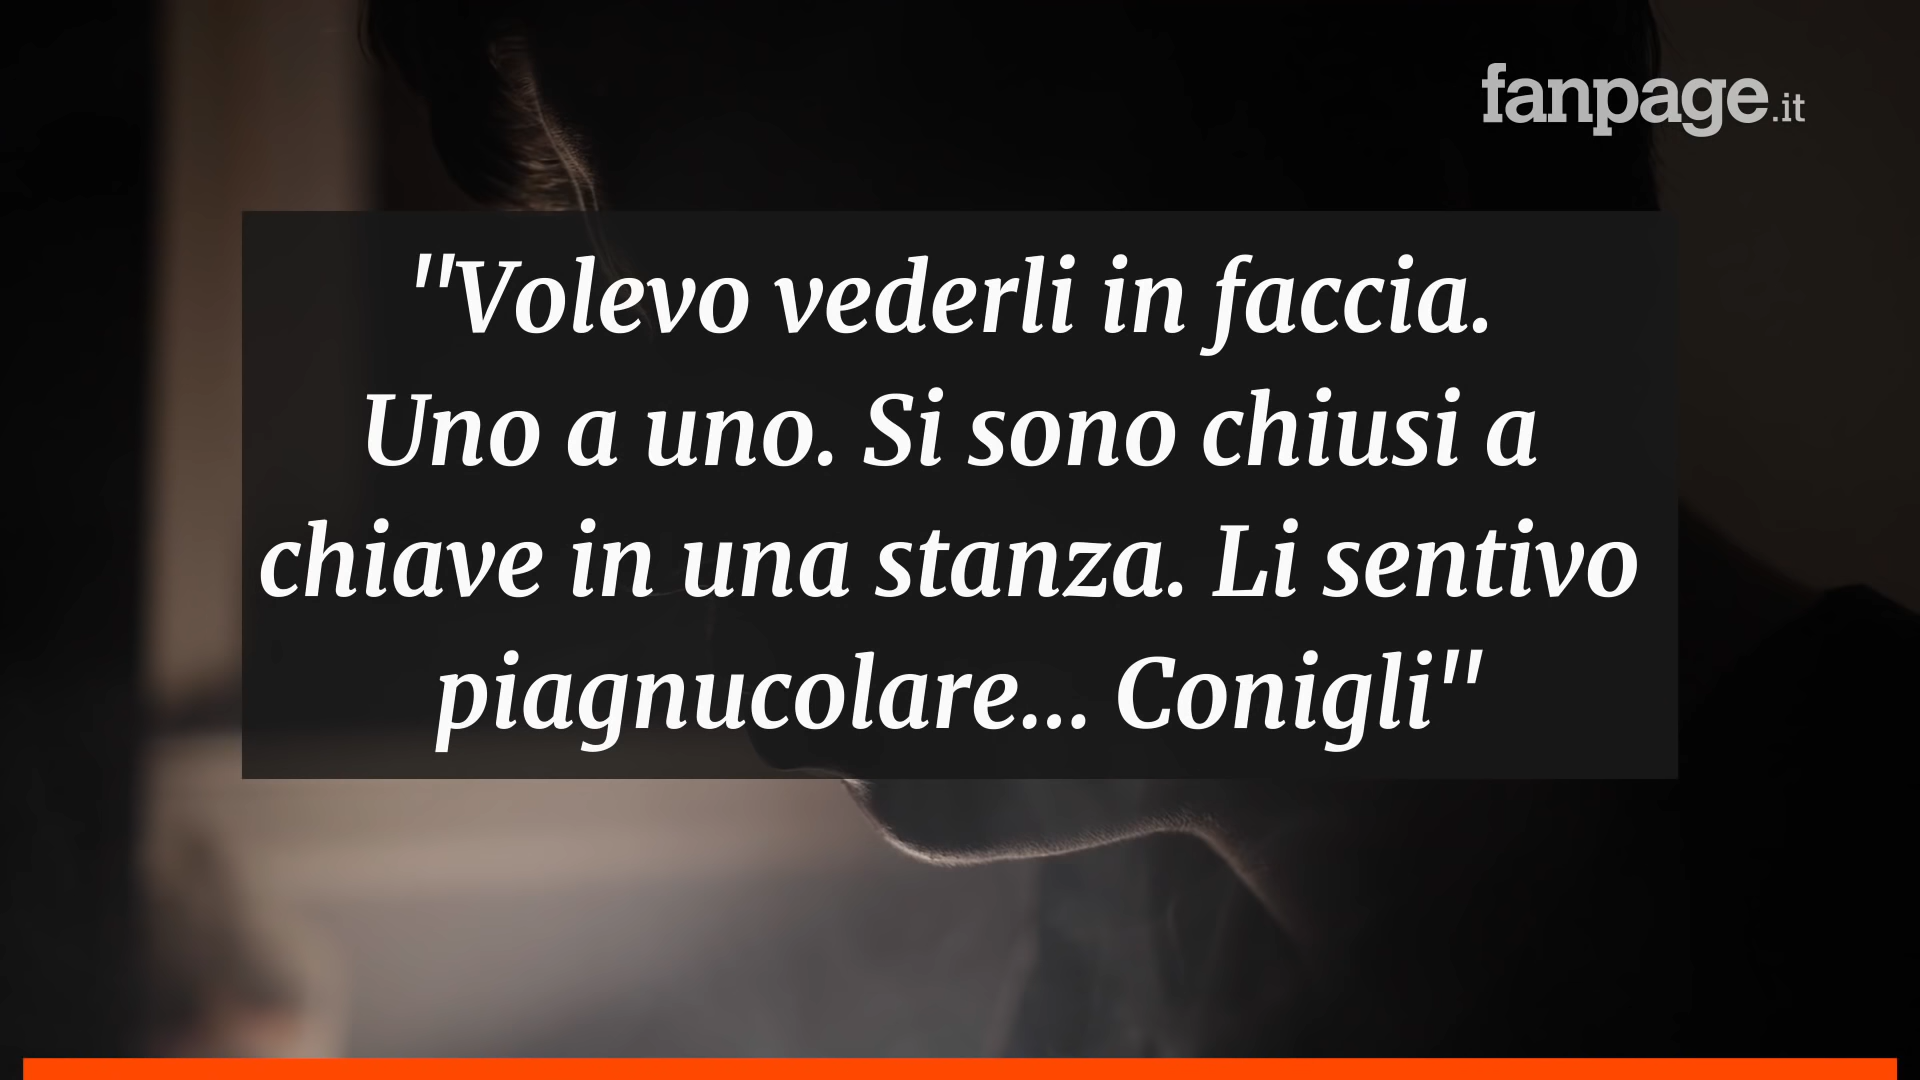 fanpage.it
"Volevo vederli in faccia.
Uno a uno. Si sono chiusi a
chiave in una stanza. Li sentivo
piagnucolare... Conigli"